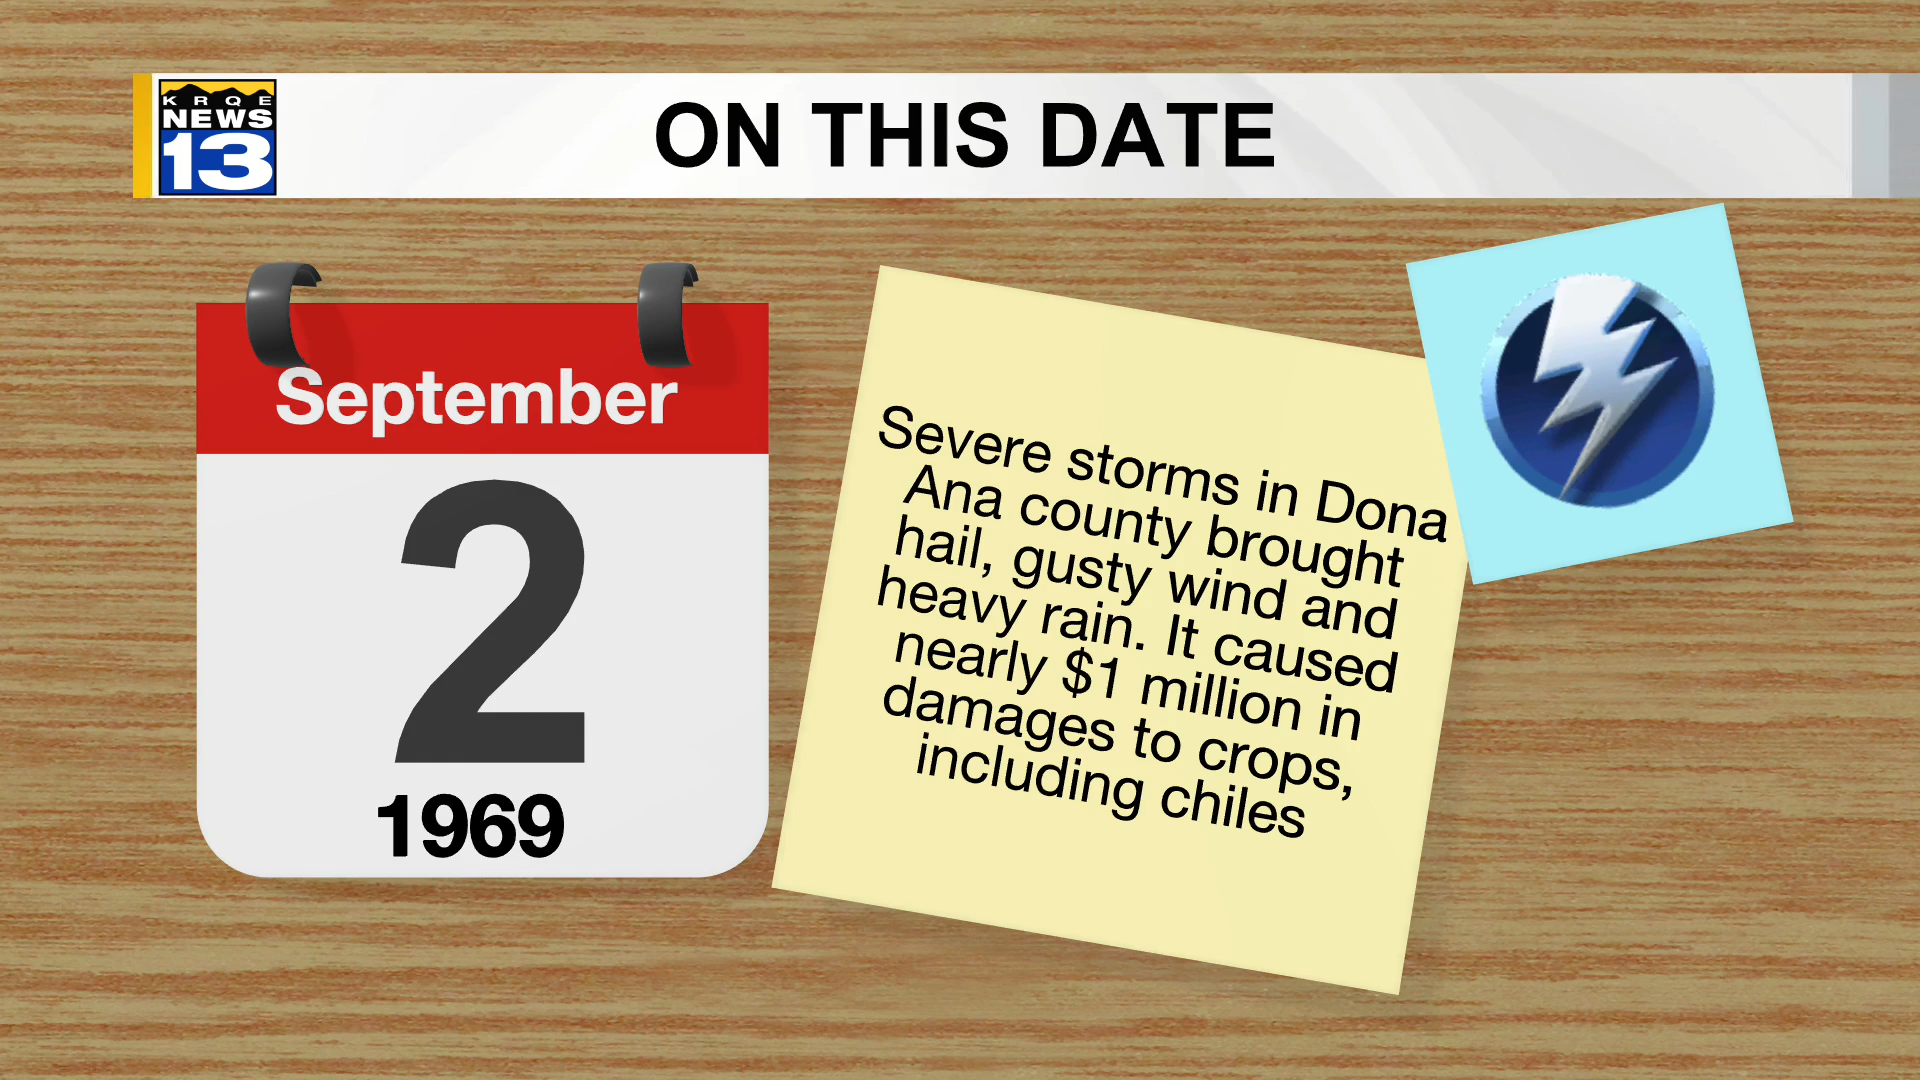 KRQE
NEWS
13
ON THIS DATE
September
2
1969
Severe storms in Dona
Ana county brought
hail, gusty wind and
heavy rain. It caused
nearly $1 million in
damages to crops,
including chiles